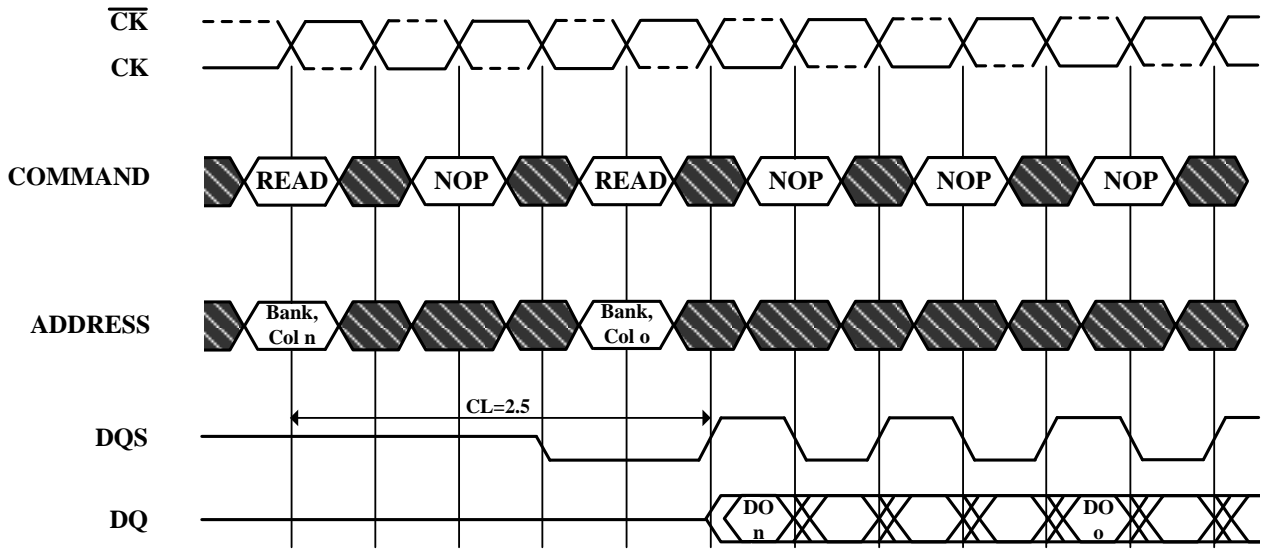 CK
CK
COMMAND
READ
NOP
READ
NOP
NOP
NOP
ADDRESS
Bank,
Col n
Bank,
Col o
CL=2.5
DQS
DQ
DO
n
DO
o